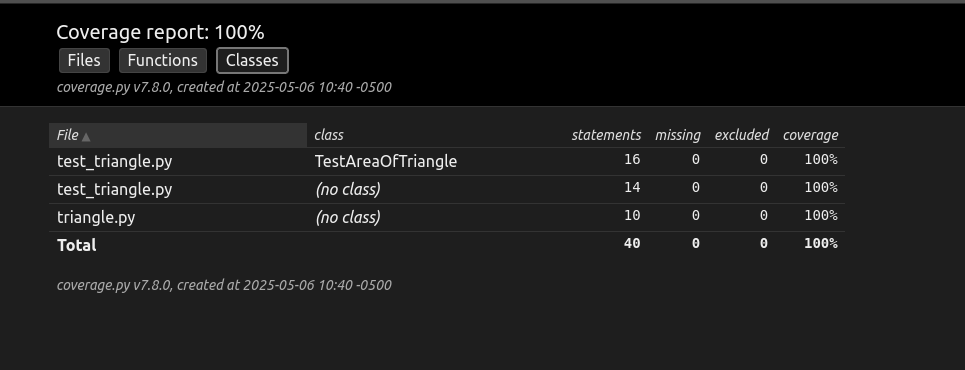 Coverage report: 100%
Files Functions Classes
coverage.py v7.8.0, created at 2025-05-06 10:40 -0500
File ▲ class statements missing excluded coverage
test_triangle.py TestAreaOfTriangle 16 0 0 100%
test_triangle.py (no class) 14 0 0 100%
triangle.py (no class) 10 0 0 100%
Total 40 0 0 100%
coverage.py v7.8.0, created at 2025-05-06 10:40 -0500